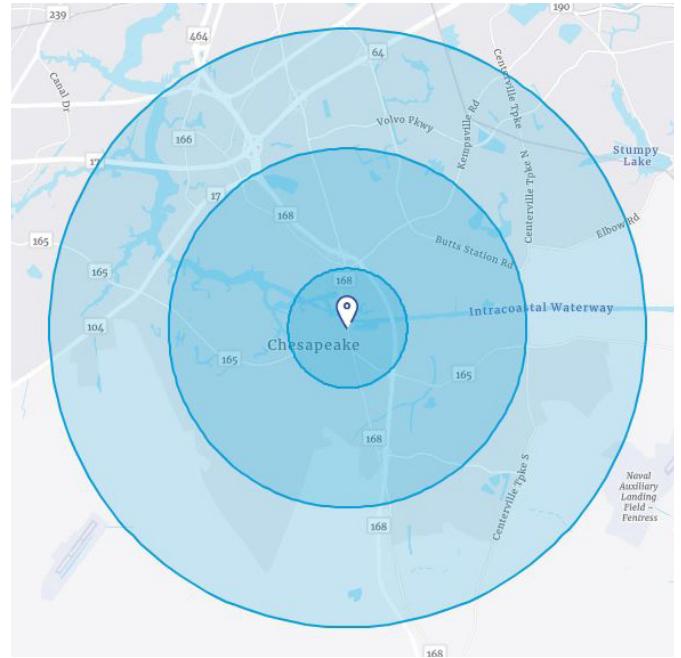 239
190
464
64
Canal Dr
Centerville Tpke
Volvo Pkwy
Kempsville Rd
166
Stumpy
Lake
17
17
Centerville Tpke N
168
Elbow Rd
165
Butts Station Rd
165
168
Intracoastal Waterway
104
Chesapeake
165
165
168
Centerville Tpke S
Naval
Auxiliary
Landing
Field –
Fentress
168
168